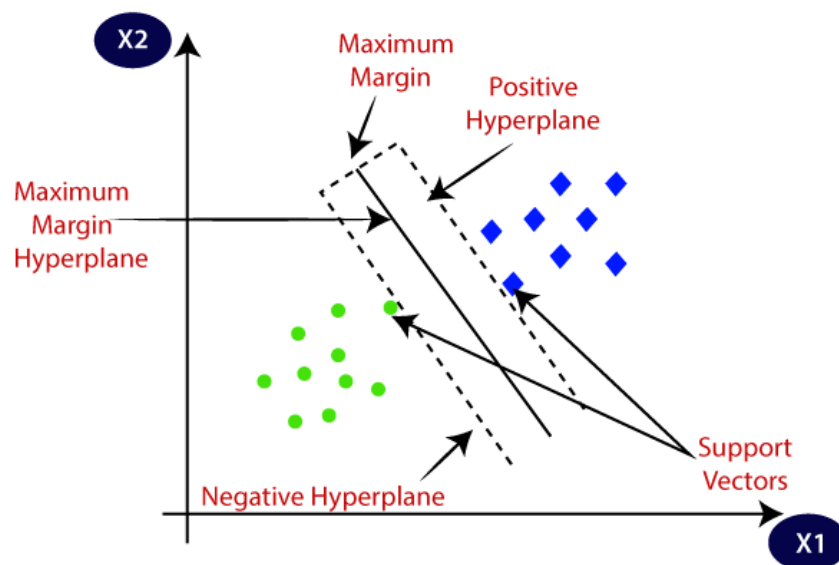 X2
Maximum
Margin
Positive
Hyperplane
Maximum
Margin
Hyperplane
Support
Vectors
Negative Hyperplane
X1